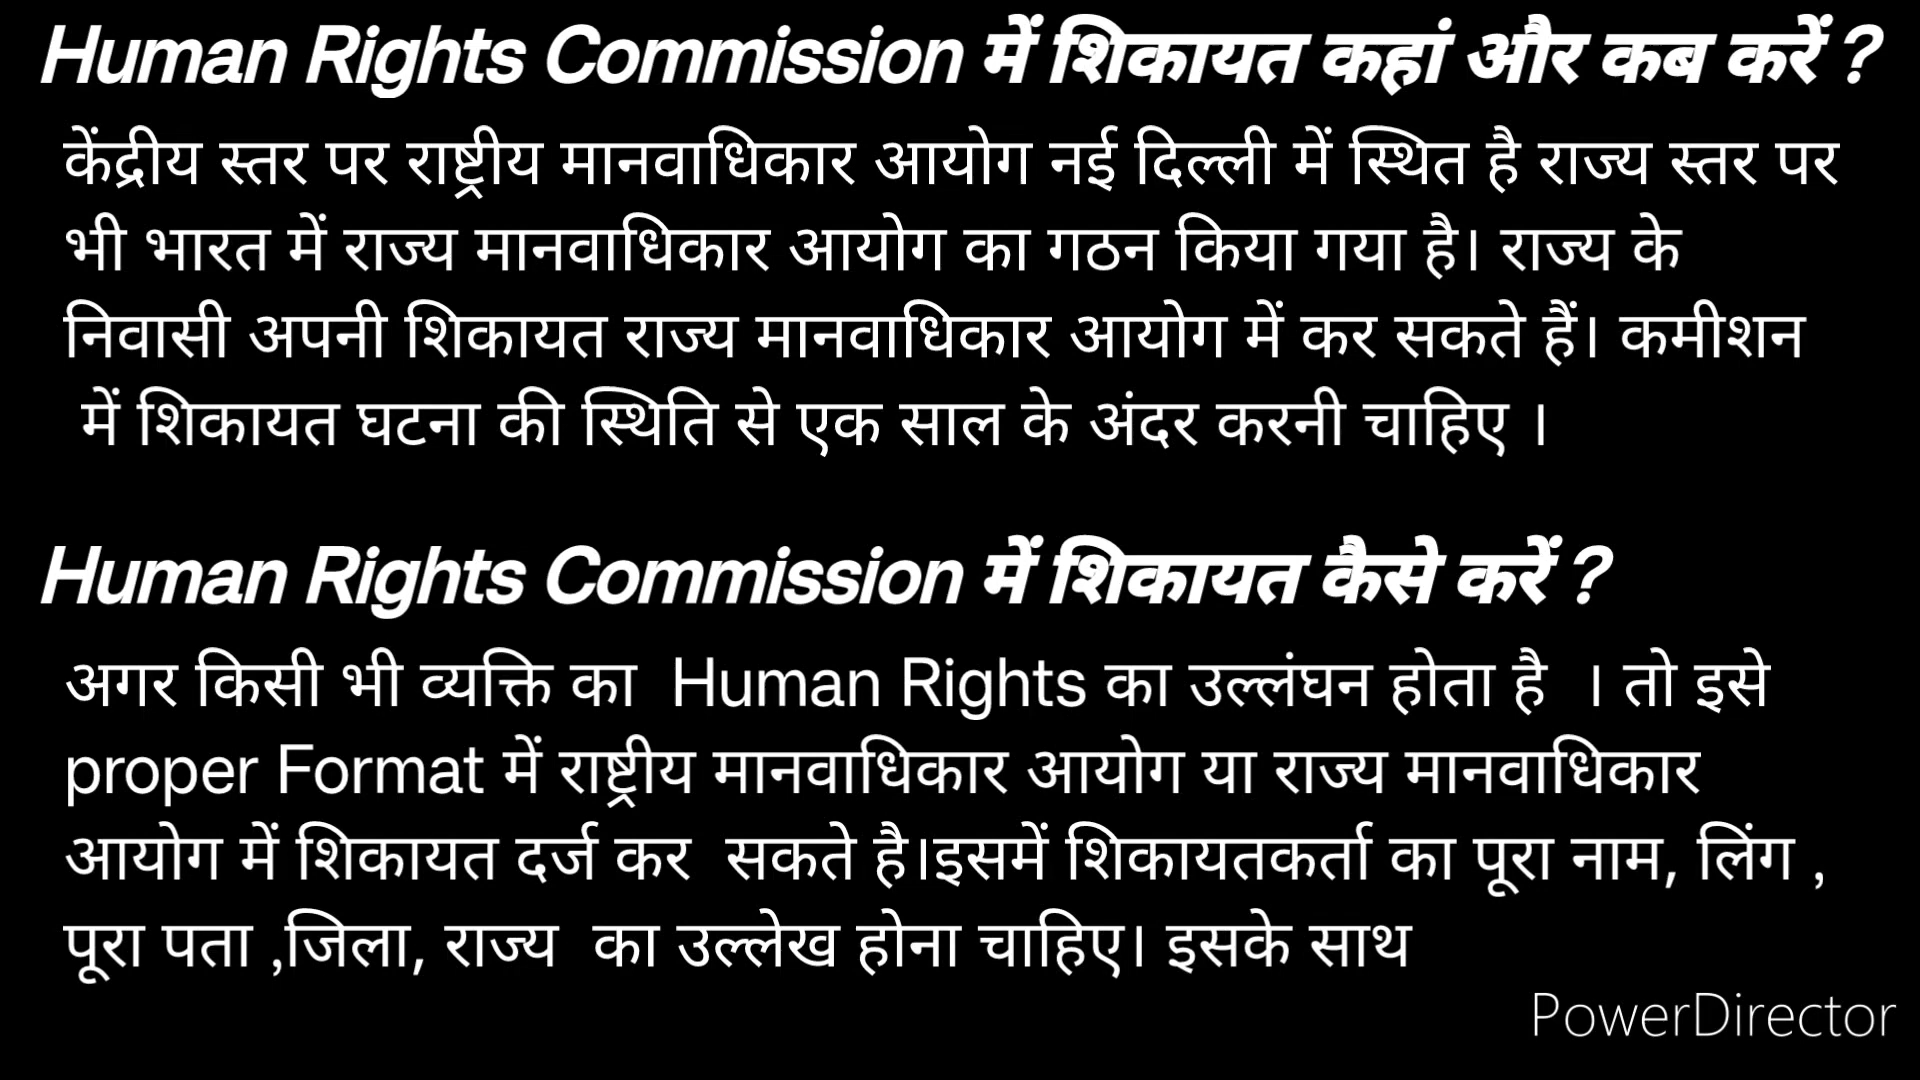 Human Rights Commission में शिकायत कहां और कब करें ?
केंद्रीय स्तर पर राष्ट्रीय मानवाधिकार आयोग नई दिल्ली में स्थित है राज्य स्तर पर
भी भारत में राज्य मानवाधिकार आयोग का गठन किया गया है। राज्य के
निवासी अपनी शिकायत राज्य मानवाधिकार आयोग में कर सकते हैं। कमीशन
में शिकायत घटना की स्थिति से एक साल के अंदर करनी चाहिए ।
Human Rights Commission में शिकायत कैसे करें ?
अगर किसी भी व्यक्ति का Human Rights का उल्लंघन होता है । तो इसे
proper Format में राष्ट्रीय मानवाधिकार आयोग या राज्य मानवाधिकार
आयोग में शिकायत दर्ज कर सकते है।इसमें शिकायतकर्ता का पूरा नाम, लिंग ,
पूरा पता ,जिला, राज्य का उल्लेख होना चाहिए। इसके साथ
PowerDirector